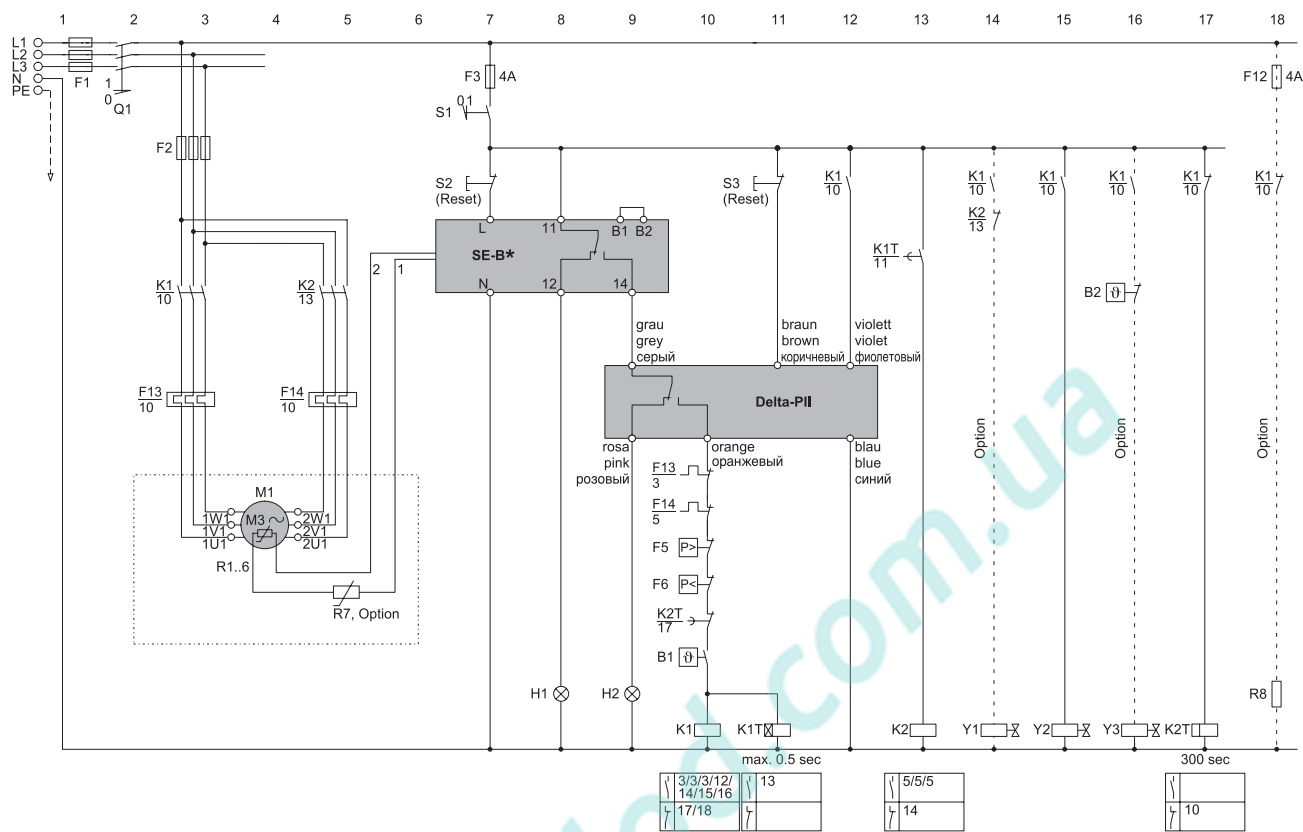 1 2 3 4 5 6 7 8 9 10 11 12 13 14 15 16 17 18
L1
L2
L3
N
PE
F1
1
0
Q1
F3 4A
F12 4A
0 1
S1
F2
S2
(Reset)
S3
(Reset)
K1
10
K1
10
K2
13
K1
10
K1
10
K1
10
K1
10
L 11 B1 B2
SE-B*
N 12 14
2 1
K1T
11
B2 ϑ
K1
10
K2
13
grau
grey
серый
braun
brown
коричневый
violett
violet
фиолетовый
Delta-PII
F13
10
F14
10
rosa
pink
розовый
orange
оранжевый
blau
blue
синий
Option
Option
Option
F13
3
F14
5
F5 P>
F6 P<
K2T
17
B1 ϑ
M1
M3
1W1
1V1
1U1
2W1
2V1
2U1
R1..6
R7, Option
H1
H2
R8
K1
K1T
K2
Y1
Y2
Y3
K2T
max. 0.5 sec
300 sec
3/3/3/12/
14/15/16
17/18
13
5/5/5
14
10
od.com.ua